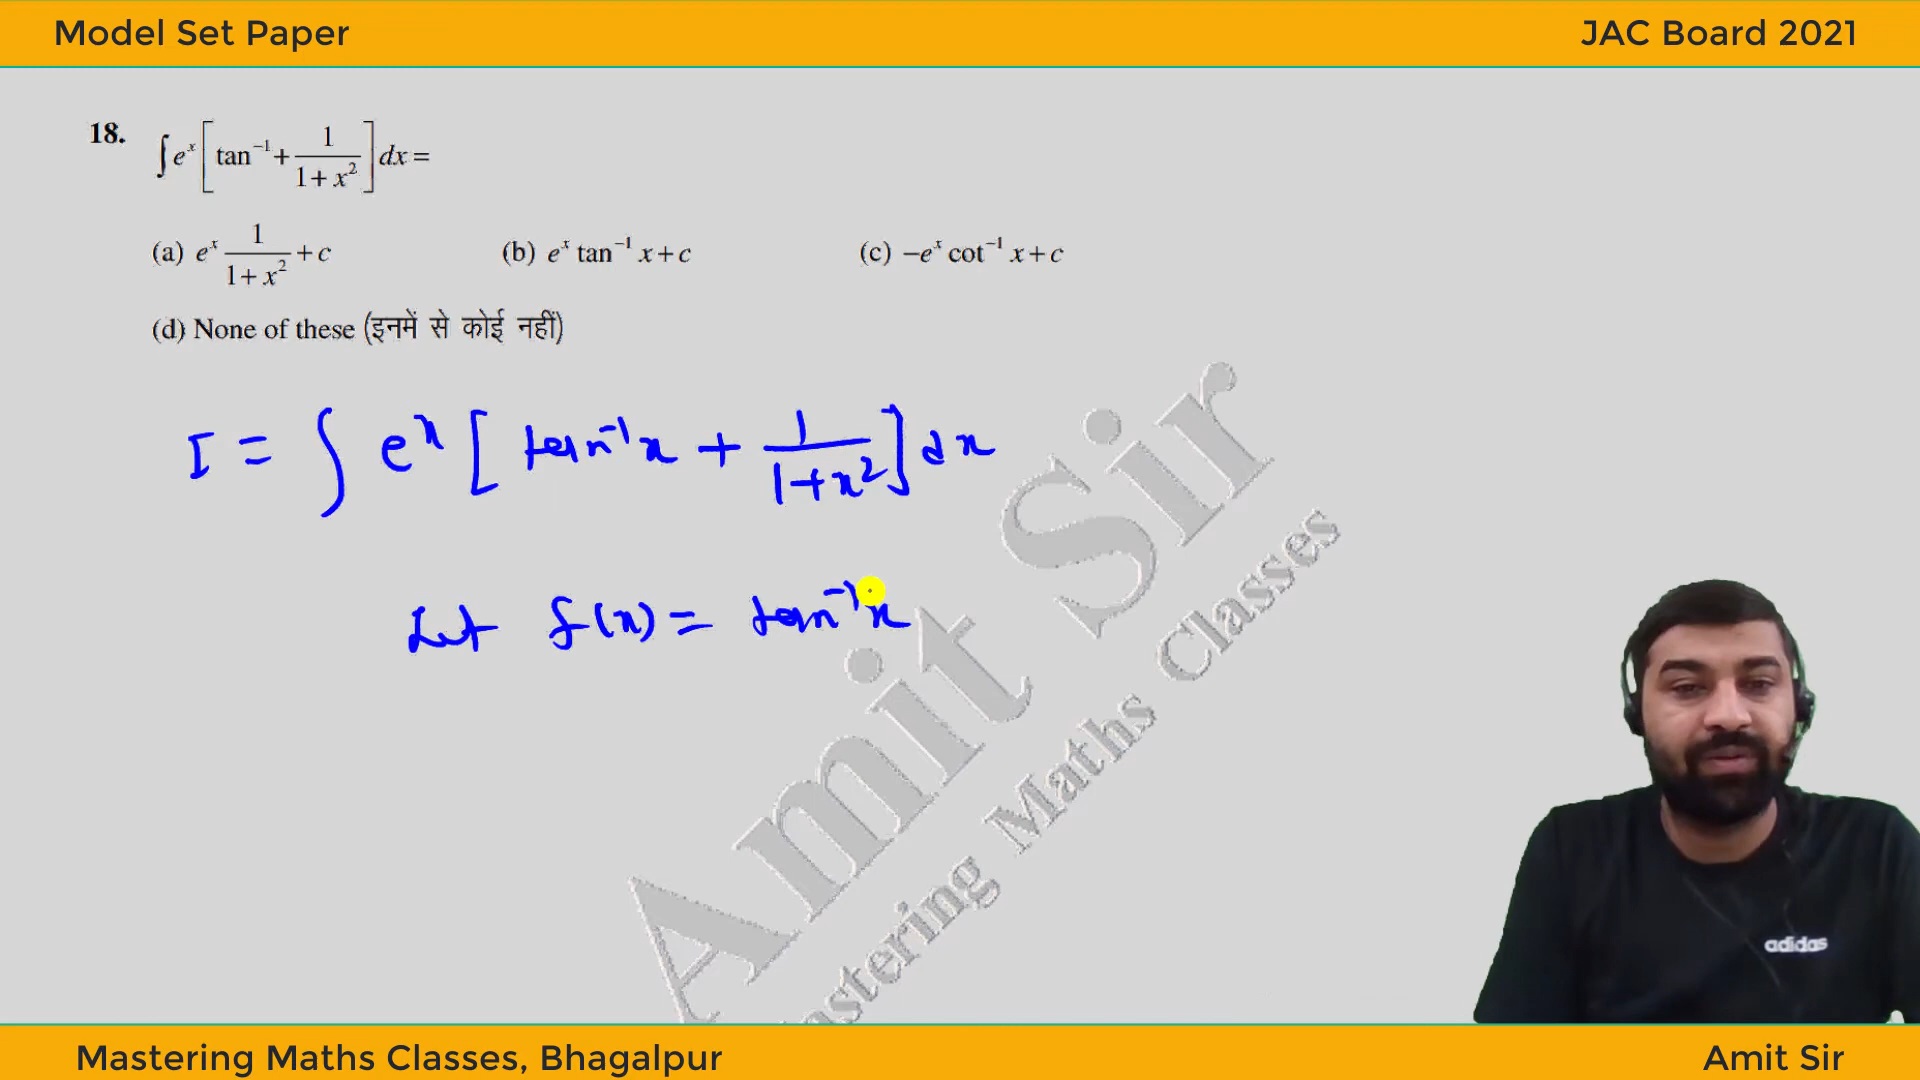 Model Set Paper
JAC Board 2021
18. ∫eˣ[tan⁻¹+1/(1+x²)]dx=
(a) eˣ 1/(1+x²)+c (b) eˣ tan⁻¹ x+c (c) −eˣ cot⁻¹ x+c
(d) None of these (इनमें से कोई नहीं)
I = ∫ eˣ [tan⁻¹x + 1/(1+x²)] dx
Let f(x) = tan⁻¹x
Amit Sir
Mastering Maths Classes
adidas
Mastering Maths Classes, Bhagalpur
Amit Sir